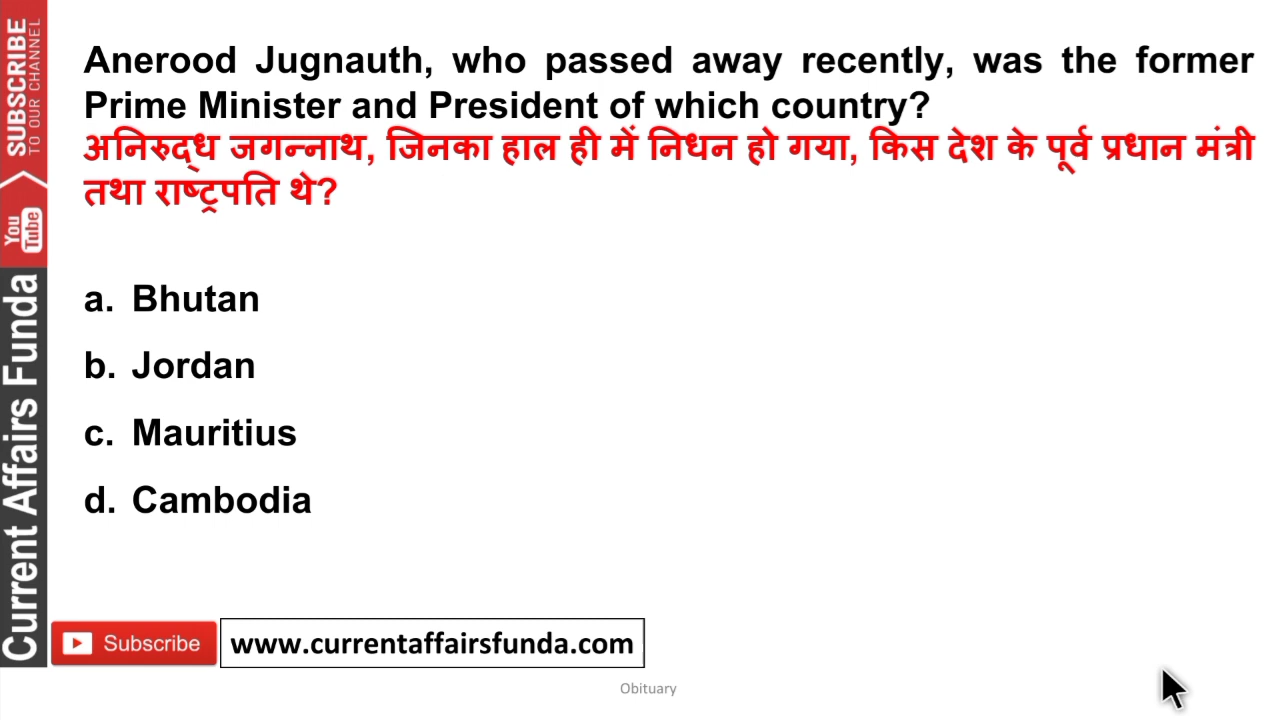 Anerood Jugnauth, who passed away recently, was the former
Prime Minister and President of which country?
अनिरुद्ध जगन्नाथ, जिनका हाल ही में निधन हो गया, किस देश के पूर्व प्रधान मंत्री
तथा राष्ट्रपति थे?
a. Bhutan
b. Jordan
c. Mauritius
d. Cambodia
SUBSCRIBE
TO OUR CHANNEL
You
Tube
Current Affairs Funda
Subscribe
www.currentaffairsfunda.com
Obituary